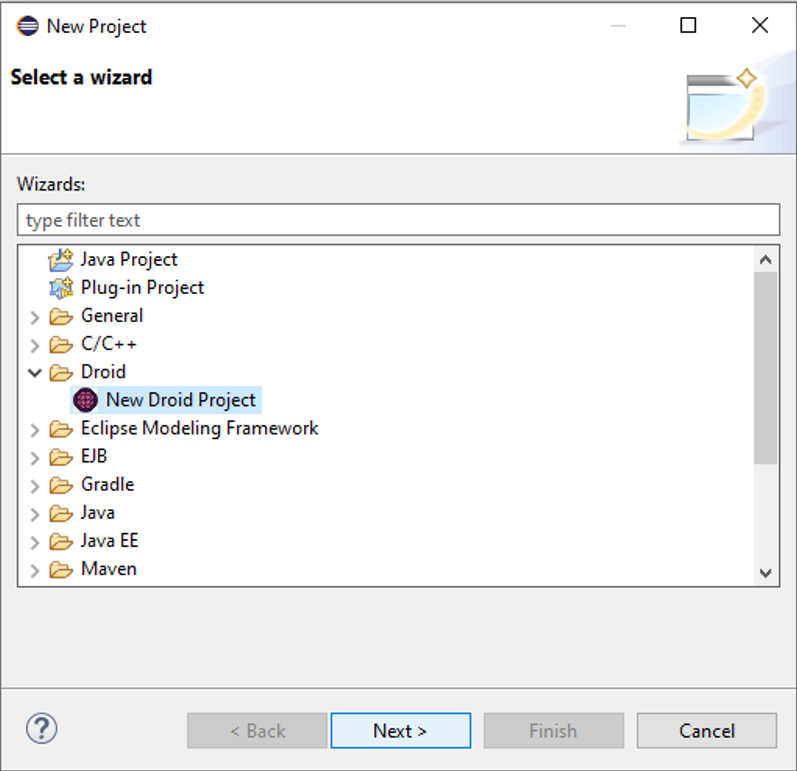 New Project
Select a wizard
Wizards:
type filter text
Java Project
Plug-in Project
General
C/C++
Droid
New Droid Project
Eclipse Modeling Framework
EJB
Gradle
Java
Java EE
Maven
? < Back Next > Finish Cancel